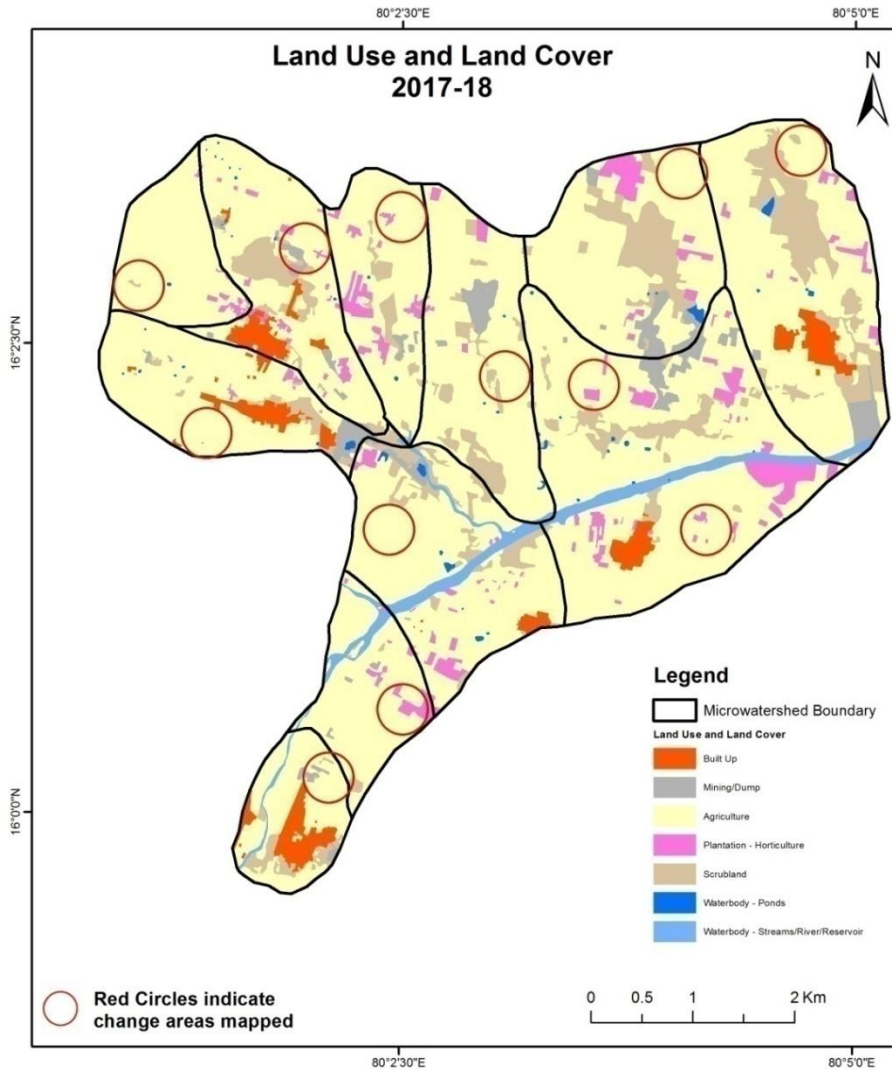 80°2'30"E
80°5'0"E
Land Use and Land Cover
2017-18
N
16°2'30"N
16°0'0"N
Legend
Microwatershed Boundary
Land Use and Land Cover
Built Up
Mining/Dump
Agriculture
Plantation - Horticulture
Scrubland
Waterbody - Ponds
Waterbody - Streams/River/Reservoir
Red Circles indicate
change areas mapped
0 0.5 1 2 Km
80°2'30"E
80°5'0"E